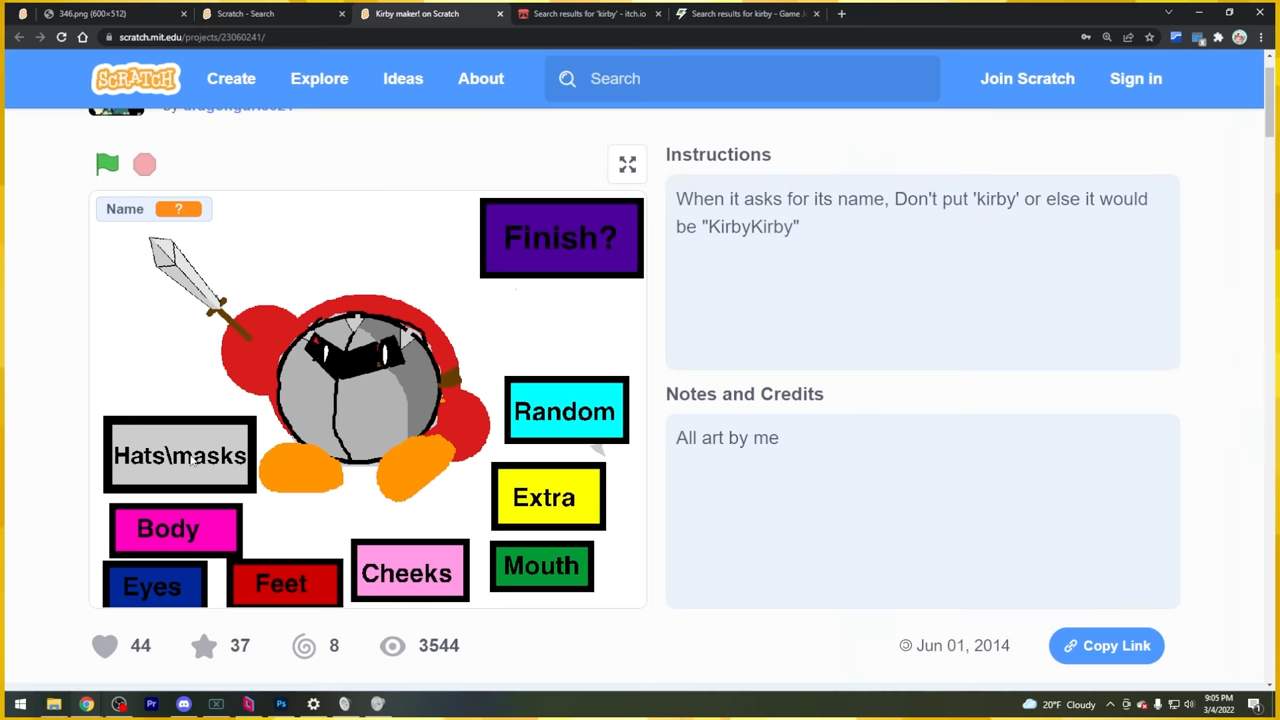 346.png (600×512)
Scratch - Search
Kirby maker! on Scratch
Search results for 'kirby' - itch.io
Search results for kirby - Game J
scratch.mit.edu/projects/23060241/
SCRATCH
Create
Explore
Ideas
About
Search
Join Scratch
Sign in
Name
?
Finish?
Random
Hats\masks
Extra
Body
Mouth
Cheeks
Eyes
Feet
Instructions
When it asks for its name, Don't put 'kirby' or else it would
be "KirbyKirby"
Notes and Credits
All art by me
44
37
8
3544
© Jun 01, 2014
Copy Link
Pr
Ps
20°F Cloudy
9:05 PM
3/4/2022
1